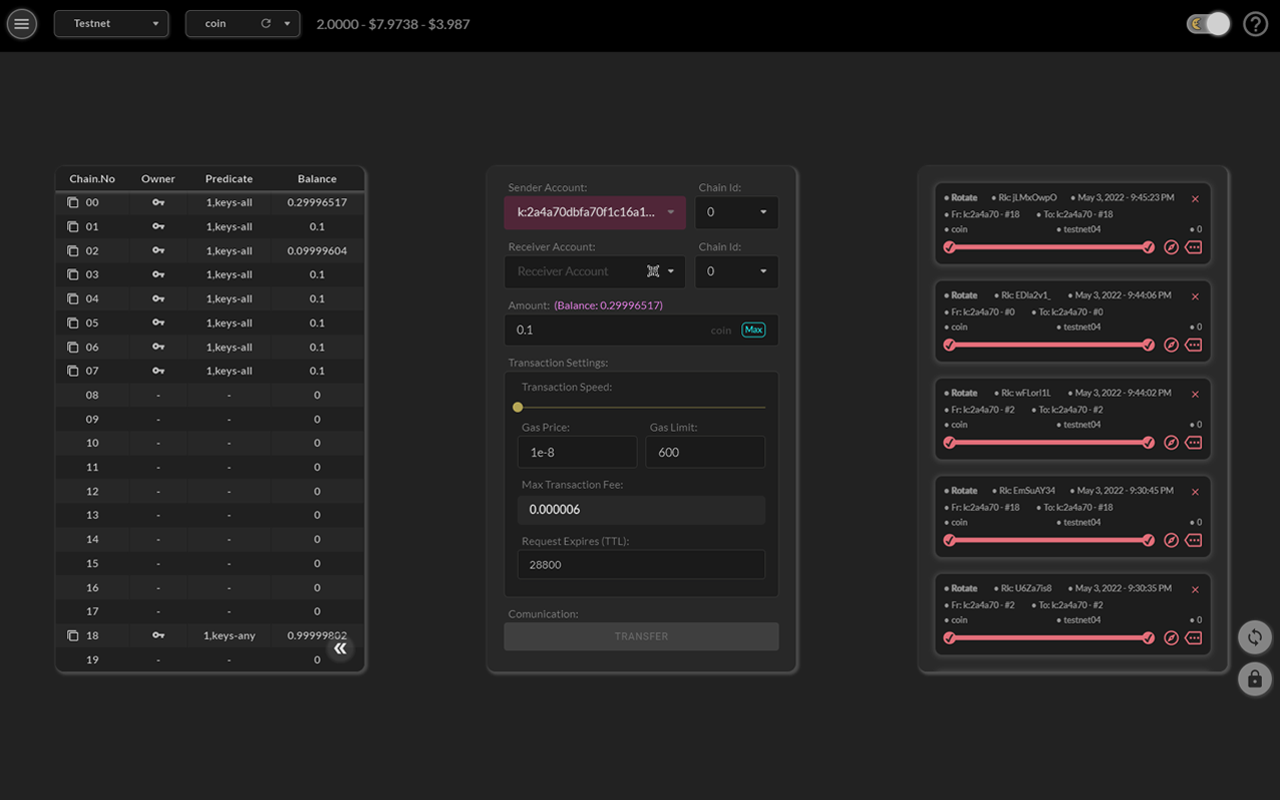 Testnet coin 2.0000 - $7.9738 - $3.987
Chain.No Owner Predicate Balance
00 1,keys-all 0.29996517
01 1,keys-all 0.1
02 1,keys-all 0.09999604
03 1,keys-all 0.1
04 1,keys-all 0.1
05 1,keys-all 0.1
06 1,keys-all 0.1
07 1,keys-all 0.1
08 - - 0
09 - - 0
10 - - 0
11 - - 0
12 - - 0
13 - - 0
14 - - 0
15 - - 0
16 - - 0
17 - - 0
18 1,keys-any 0.99999802
19 - - 0
Sender Account: Chain Id:
k:2a4a70dbfa70f1c16a1... 0
Receiver Account: Chain Id:
Receiver Account 0
Amount: (Balance: 0.29996517)
0.1 coin Max
Transaction Settings:
Transaction Speed:
Gas Price: Gas Limit:
1e-8 600
Max Transaction Fee:
0.000006
Request Expires (TTL):
28800
Comunication:
TRANSFER
• Rotate • Rk: jLMxOwpO • May 3, 2022 - 9:45:23 PM
• Fr: k:2a4a70 - #18 • To: k:2a4a70 - #18
• coin • testnet04 • 0
• Rotate • Rk: EDIa2v1_ • May 3, 2022 - 9:44:06 PM
• Fr: k:2a4a70 - #0 • To: k:2a4a70 - #0
• coin • testnet04 • 0
• Rotate • Rk: wFLorI1L • May 3, 2022 - 9:44:02 PM
• Fr: k:2a4a70 - #2 • To: k:2a4a70 - #2
• coin • testnet04 • 0
• Rotate • Rk: EmSuAY34 • May 3, 2022 - 9:30:45 PM
• Fr: k:2a4a70 - #18 • To: k:2a4a70 - #18
• coin • testnet04 • 0
• Rotate • Rk: U6Za7is8 • May 3, 2022 - 9:30:35 PM
• Fr: k:2a4a70 - #2 • To: k:2a4a70 - #2
• coin • testnet04 • 0